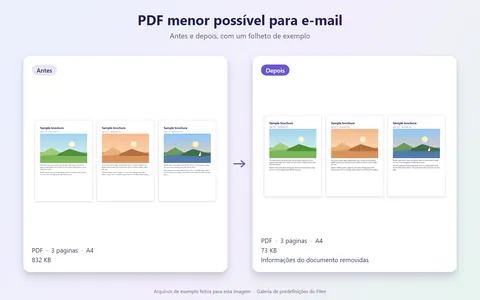 PDF menor possível para e-mail
Antes e depois, com um folheto de exemplo
Antes
Sample brochure
Sample brochure
Sample brochure
PDF · 3 páginas · A4
832 KB
Depois
Sample brochure
Sample brochure
Sample brochure
PDF · 3 páginas · A4
73 KB
Informações do documento removidas
Arquivos de exemplo feitos para esta imagem · Galeria de predefinições do Filee